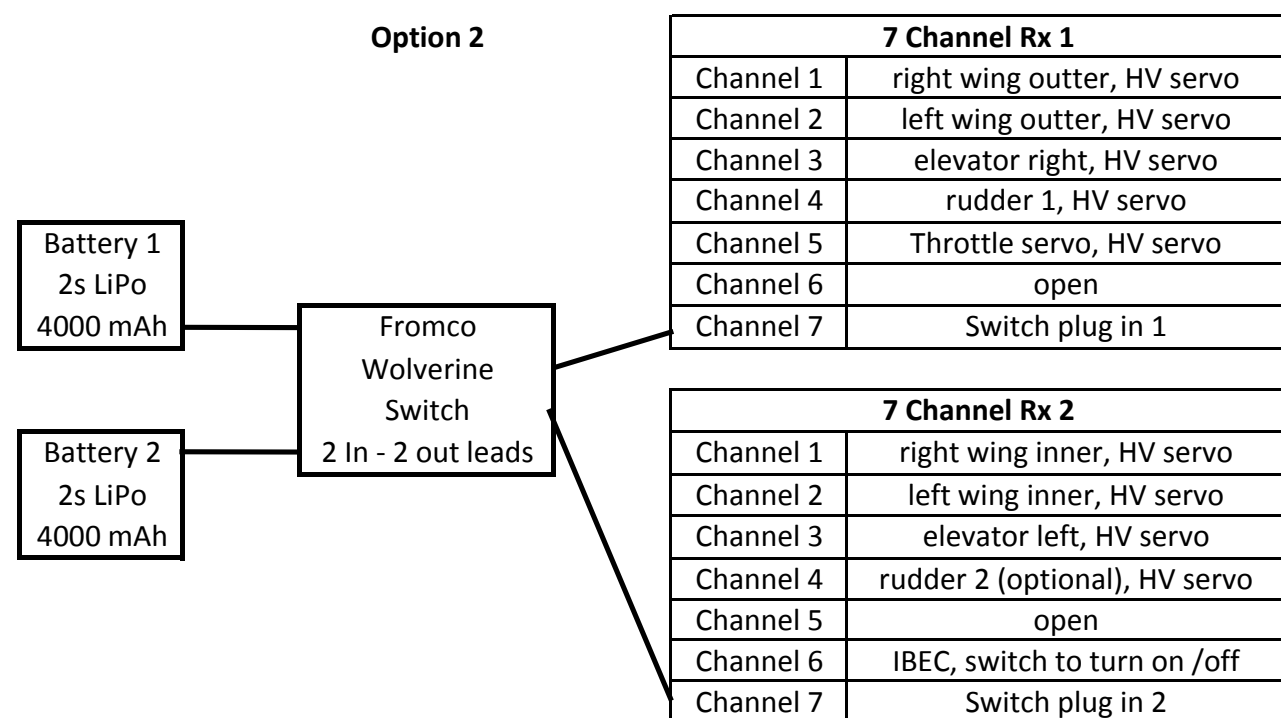 Option 2
7 Channel Rx 1
Channel 1 right wing outter, HV servo
Channel 2 left wing outter, HV servo
Channel 3 elevator right, HV servo
Channel 4 rudder 1, HV servo
Channel 5 Throttle servo, HV servo
Channel 6 open
Channel 7 Switch plug in 1
Battery 1
2s LiPo
4000 mAh
Fromco
Wolverine
Switch
2 In - 2 out leads
Battery 2
2s LiPo
4000 mAh
7 Channel Rx 2
Channel 1 right wing inner, HV servo
Channel 2 left wing inner, HV servo
Channel 3 elevator left, HV servo
Channel 4 rudder 2 (optional), HV servo
Channel 5 open
Channel 6 IBEC, switch to turn on /off
Channel 7 Switch plug in 2